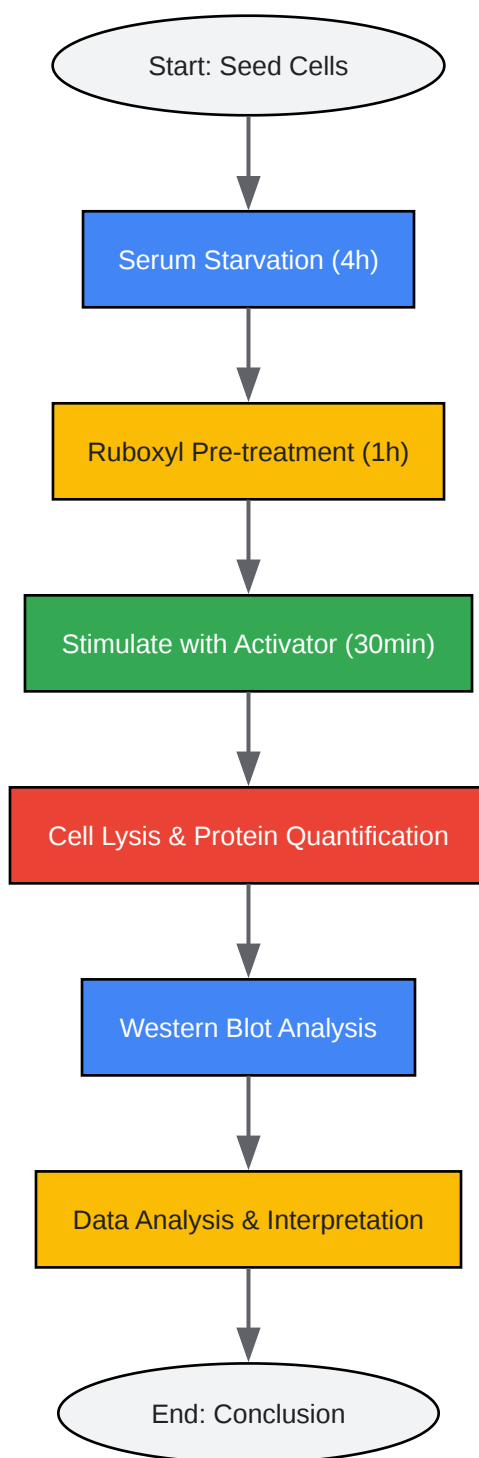 Start: Seed Cells
Serum Starvation (4h)
Ruboxyl Pre-treatment (1h)
Stimulate with Activator (30min)
Cell Lysis & Protein Quantification
Western Blot Analysis
Data Analysis & Interpretation
End: Conclusion